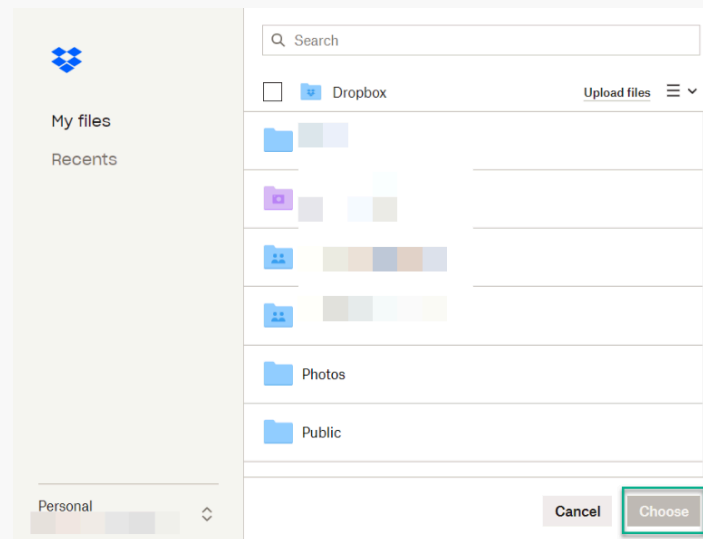 Search
Dropbox
Upload files
My files
Recents
Photos
Public
Personal
Cancel
Choose